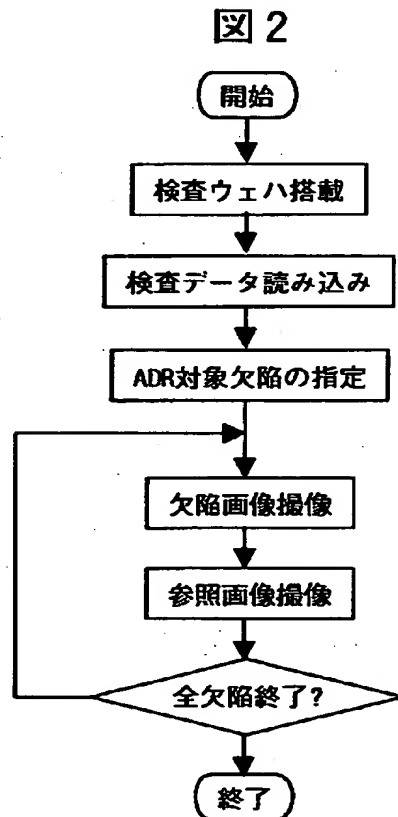 図2
開始
検査ウェハ搭載
検査データ読み込み
ADR対象欠陥の指定
欠陥画像撮像
参照画像撮像
全欠陥終了?
終了